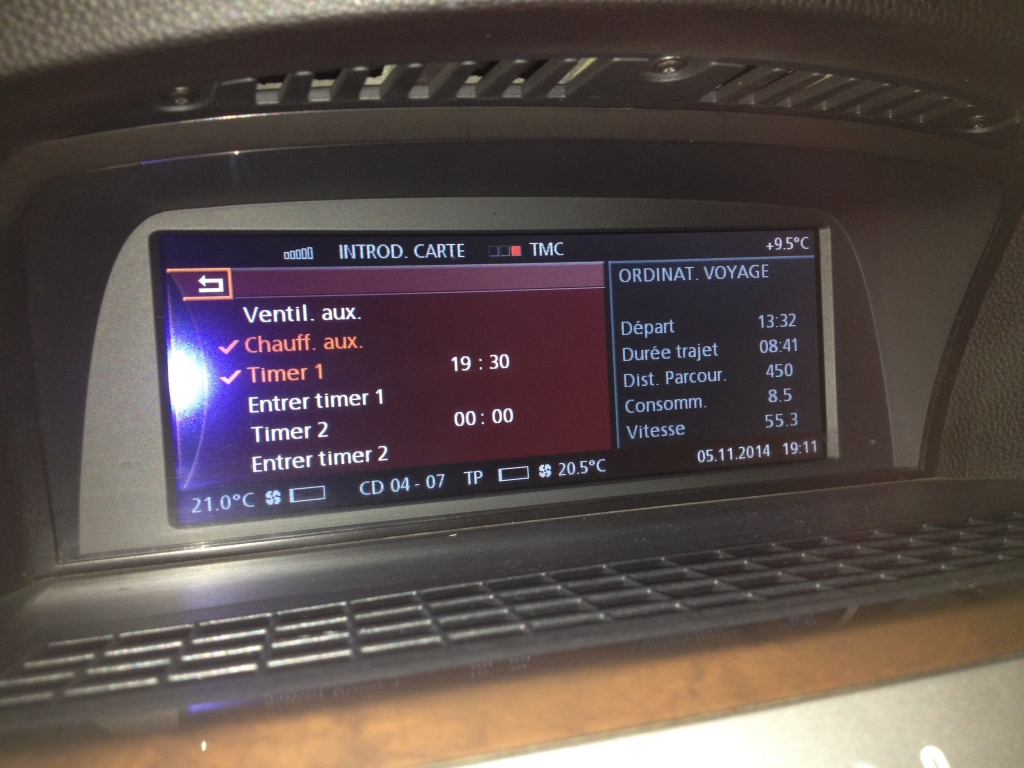 INTROD. CARTE TMC +9.5°C
Ventil. aux.
Chauff. aux.
Timer 1 19 : 30
Entrer timer 1
Timer 2 00 : 00
Entrer timer 2
ORDINAT. VOYAGE
Départ 13:32
Durée trajet 08:41
Dist. Parcour. 450
Consomm. 8.5
Vitesse 55.3
05.11.2014 19:11
21.0°C CD 04 - 07 TP 20.5°C